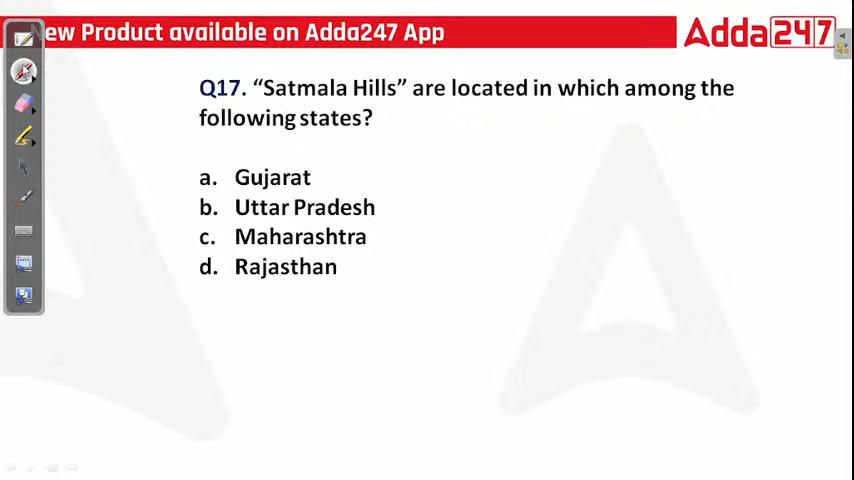 New Product available on Adda247 App
Adda247
Q17. “Satmala Hills” are located in which among the
following states?
a. Gujarat
b. Uttar Pradesh
c. Maharashtra
d. Rajasthan